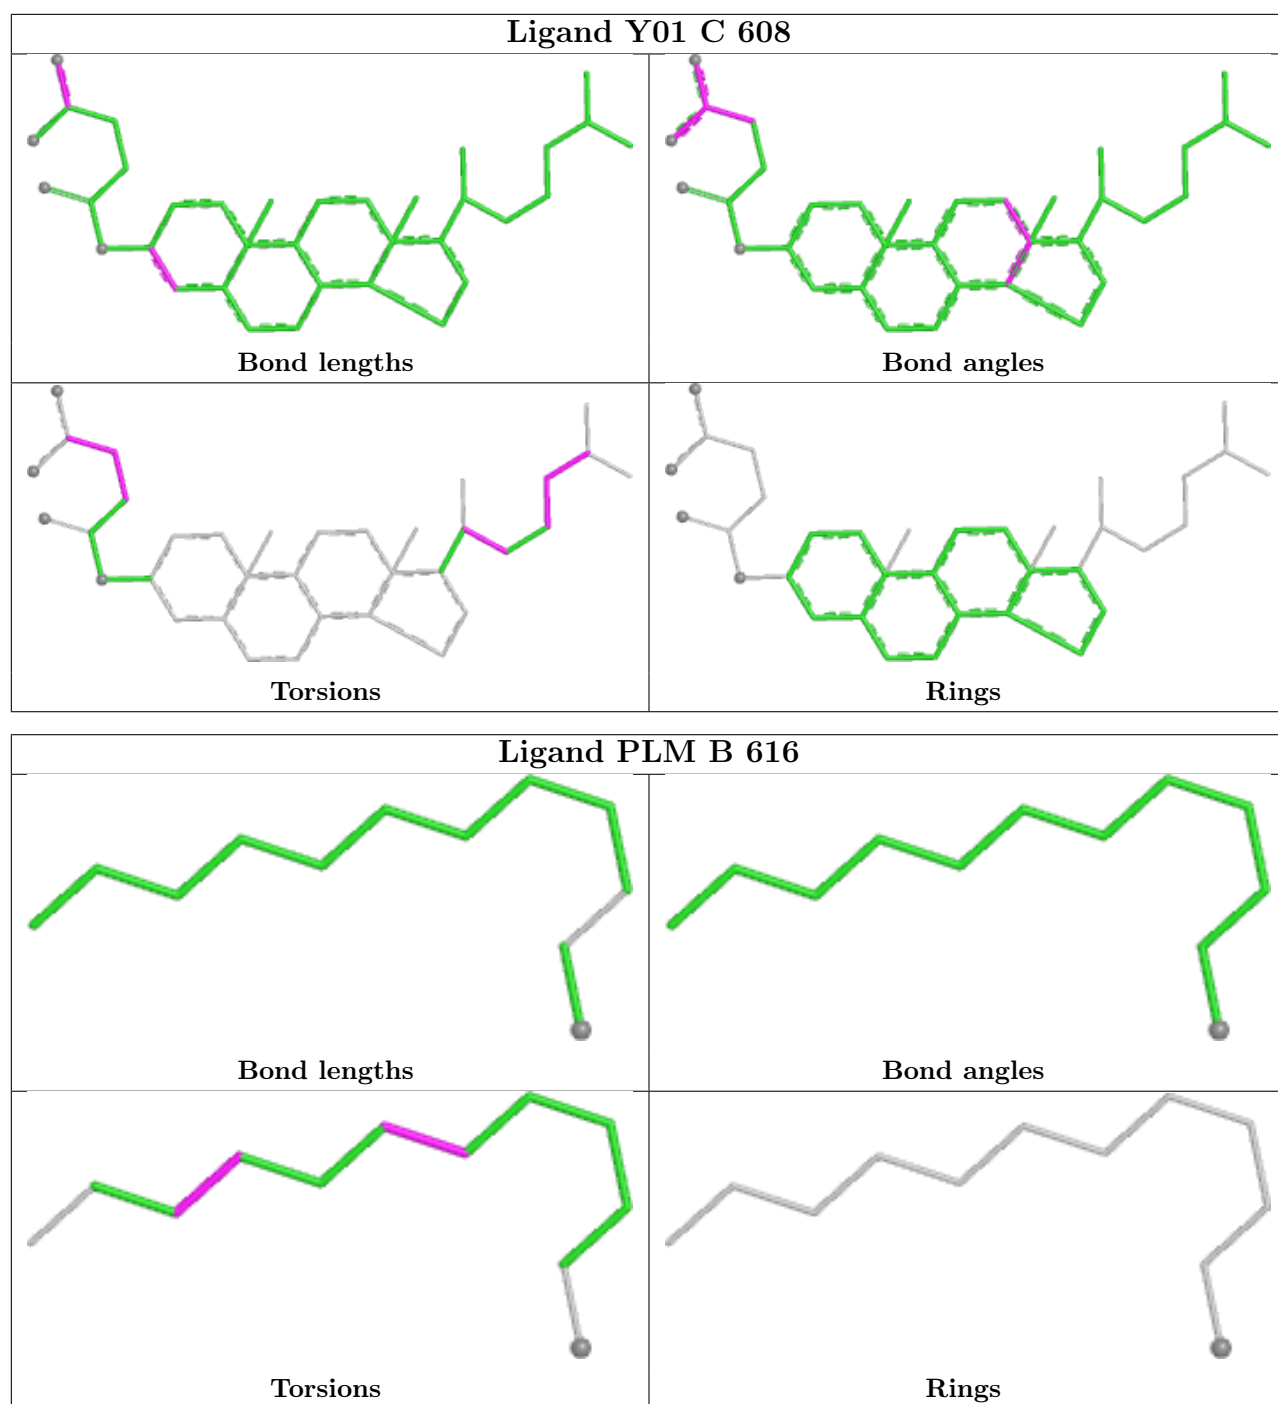 Ligand Y01 C 608
Bond lengths
Bond angles
Torsions
Rings
Ligand PLM B 616
Bond lengths
Bond angles
Torsions
Rings